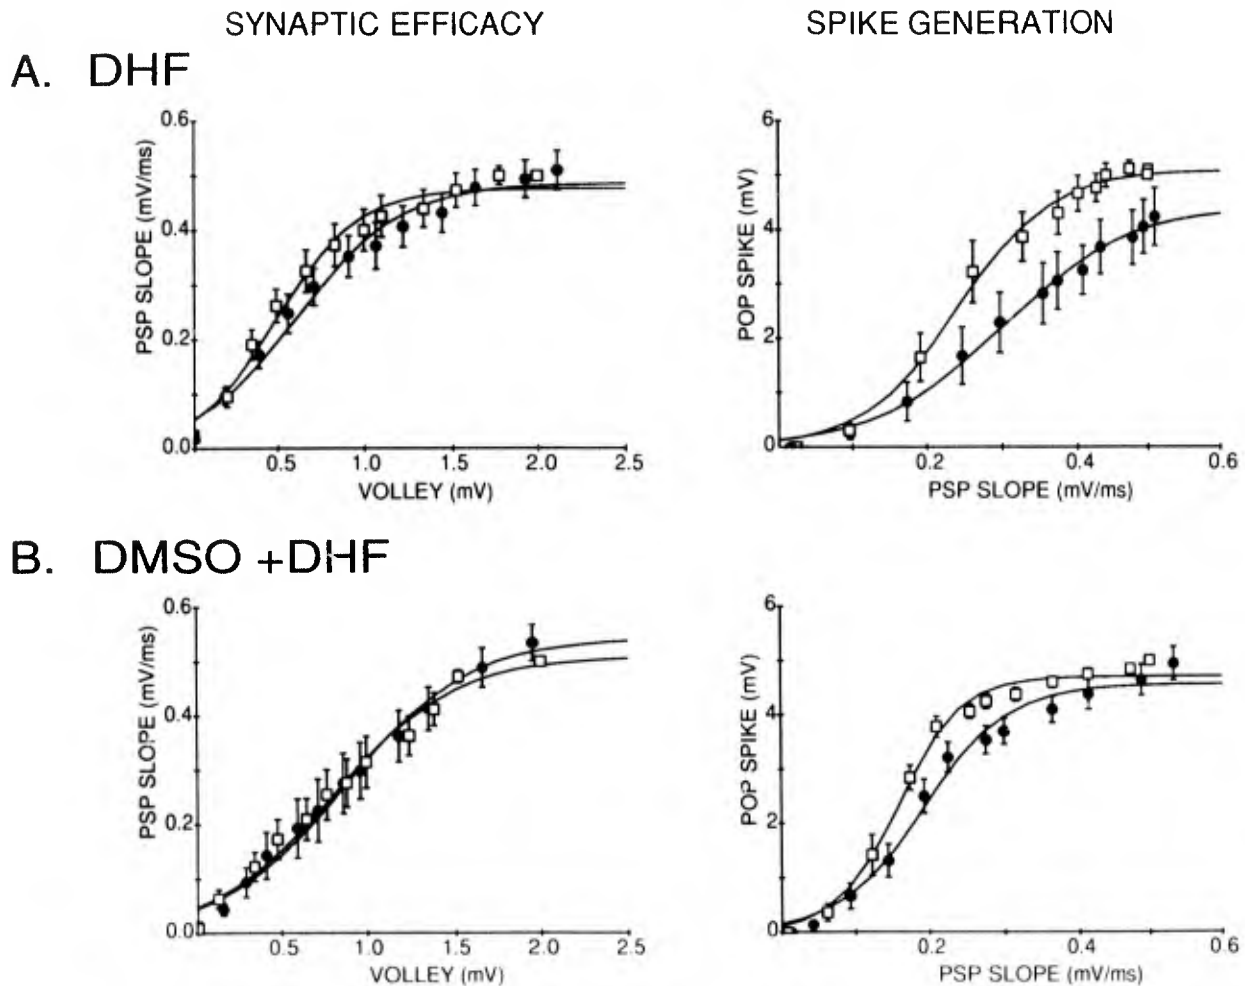 SYNAPTIC EFFICACY
SPIKE GENERATION
A. DHF
PSP SLOPE (mV/ms)
0.6
0.4
0.2
0.0
0.5 1.0 1.5 2.0 2.5
VOLLEY (mV)
POP SPIKE (mV)
6
4
2
0
0.2 0.4 0.6
PSP SLOPE (mV/ms)
B. DMSO +DHF
PSP SLOPE (mV/ms)
0.6
0.4
0.2
0.0
0.5 1.0 1.5 2.0 2.5
VOLLEY (mV)
POP SPIKE (mV)
6
4
2
0
0.2 0.4 0.6
PSP SLOPE (mV/ms)